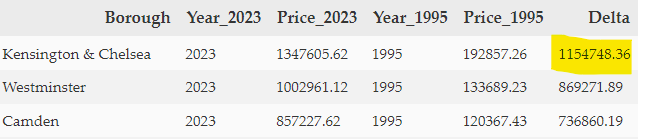 Borough Year_2023 Price_2023 Year_1995 Price_1995 Delta
Kensington & Chelsea 2023 1347605.62 1995 192857.26 1154748.36
Westminster 2023 1002961.12 1995 133689.23 869271.89
Camden 2023 857227.62 1995 120367.43 736860.19